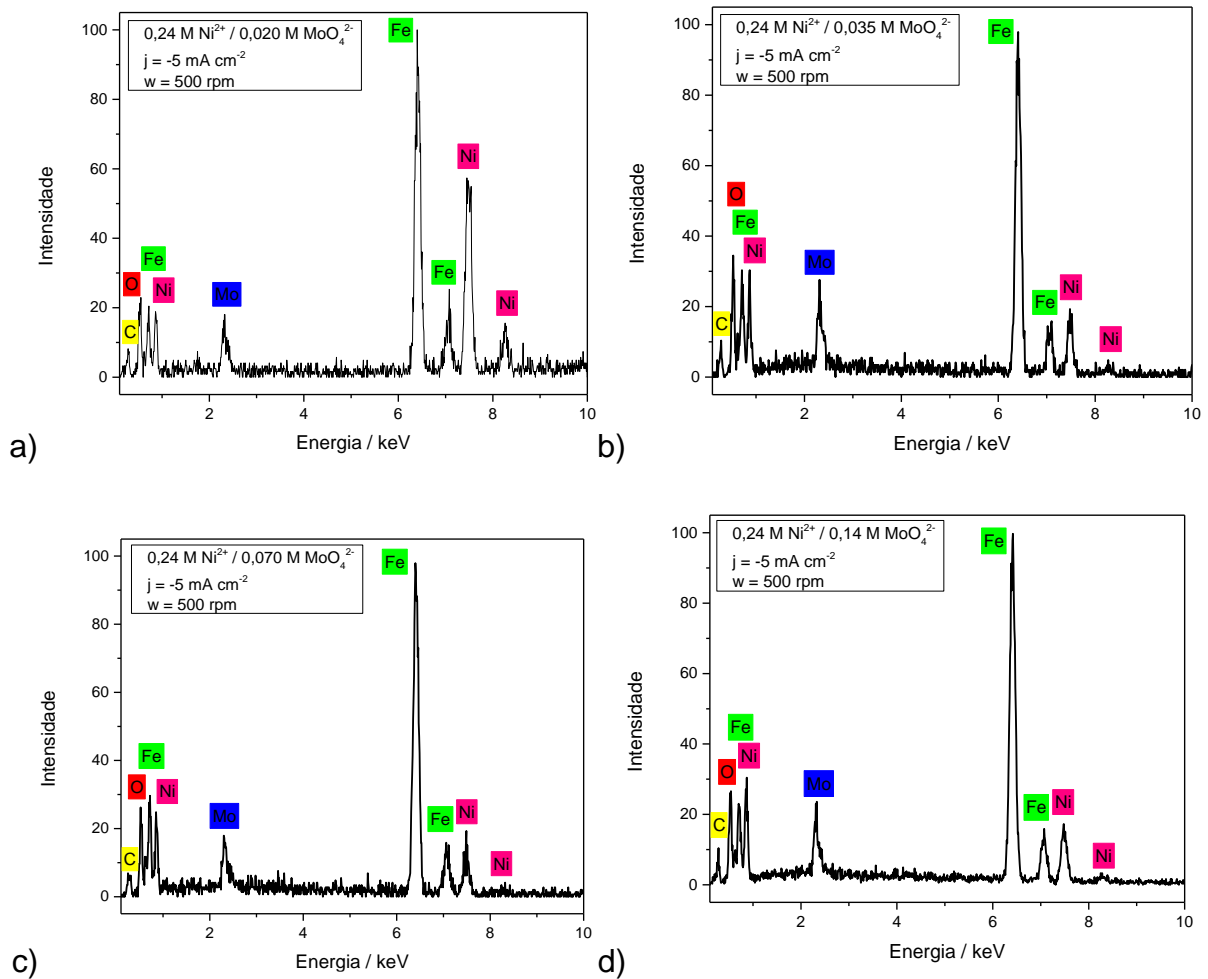 0,24 M Ni²⁺ / 0,020 M MoO₄²⁻
j = -5 mA cm⁻²
w = 500 rpm
Intensidade
100
80
60
40
20
0
C
O
Fe
Ni
Mo
Fe
Fe
Ni
Ni
2
4
6
8
10
Energia / keV
a)
0,24 M Ni²⁺ / 0,035 M MoO₄²⁻
j = -5 mA cm⁻²
w = 500 rpm
Intensidade
100
80
60
40
20
0
C
O
Fe
Ni
Mo
Fe
Fe
Ni
Ni
2
4
6
8
10
Energia / keV
b)
0,24 M Ni²⁺ / 0,070 M MoO₄²⁻
j = -5 mA cm⁻²
w = 500 rpm
Intensidade
100
80
60
40
20
0
C
O
Fe
Ni
Mo
Fe
Fe
Ni
Ni
2
4
6
8
10
Energia / keV
c)
0,24 M Ni²⁺ / 0,14 M MoO₄²⁻
j = -5 mA cm⁻²
w = 500 rpm
Intensidade
100
80
60
40
20
0
C
O
Fe
Ni
Mo
Fe
Fe
Ni
Ni
2
4
6
8
10
Energia / keV
d)